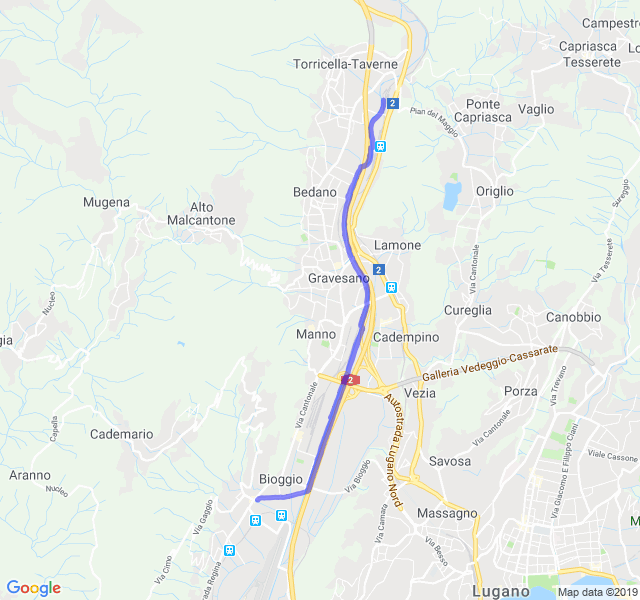 Campestro
Torricella-Taverne
Capriasca
Tesserete
2
Pian del Maggio
Ponte
Capriasca
Vaglio
Sureggio
Bedano
Origlio
Mugena
Alto
Malcantone
Lamone
Via Cantonale
Via Tesserete
Gravesano
2
Nucleo
Cureglia
Canobbio
Manno
Cadempino
Galleria Vedeggio-Cassarate
2
Via Cantonale
Vezia
Porza
Via Trevano
Autostrada Lugano Nord
Capella
Cademario
Via Cantonale
Via Giacomo E Filippo Ciani
Viale Cassone
Savosa
Aranno
Nucleo
Bioggio
Via Bioggio
Via Gaggio
Via Camara
Massagno
Via Cimo
Strada Regina
Via Besso
Google
Lugano
Map data ©2019